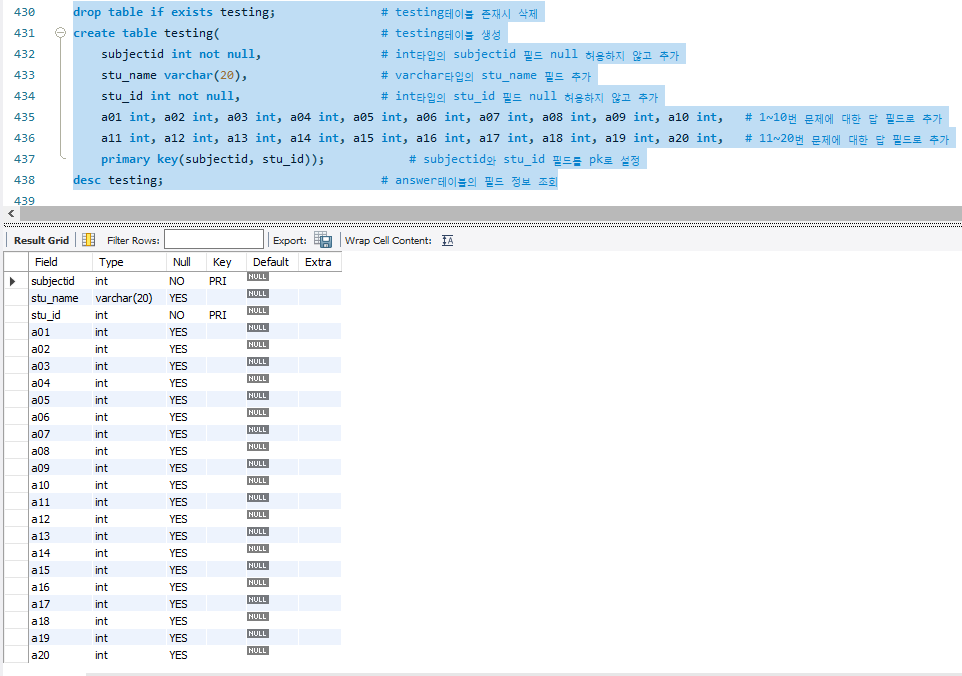 430 drop table if exists testing; # testing테이블 존재시 삭제
431 create table testing( # testing테이블 생성
432 subjectid int not null, # int타입의 subjectid 필드 null 허용하지 않고 추가
433 stu_name varchar(20), # varchar타입의 stu_name 필드 추가
434 stu_id int not null, # int타입의 stu_id 필드 null 허용하지 않고 추가
435 a01 int, a02 int, a03 int, a04 int, a05 int, a06 int, a07 int, a08 int, a09 int, a10 int, # 1~10번 문제에 대한 답 필드로 추가
436 a11 int, a12 int, a13 int, a14 int, a15 int, a16 int, a17 int, a18 int, a19 int, a20 int, # 11~20번 문제에 대한 답 필드로 추가
437 primary key(subjectid, stu_id)); # subjectid와 stu_id 필드를 pk로 설정
438 desc testing; # answer테이블의 필드 정보 조회
439
Result Grid Filter Rows: Export: Wrap Cell Content: IA
Field Type Null Key Default Extra
subjectid int NO PRI NULL
stu_name varchar(20) YES NULL
stu_id int NO PRI NULL
a01 int YES NULL
a02 int YES NULL
a03 int YES NULL
a04 int YES NULL
a05 int YES NULL
a06 int YES NULL
a07 int YES NULL
a08 int YES NULL
a09 int YES NULL
a10 int YES NULL
a11 int YES NULL
a12 int YES NULL
a13 int YES NULL
a14 int YES NULL
a15 int YES NULL
a16 int YES NULL
a17 int YES NULL
a18 int YES NULL
a19 int YES NULL
a20 int YES NULL